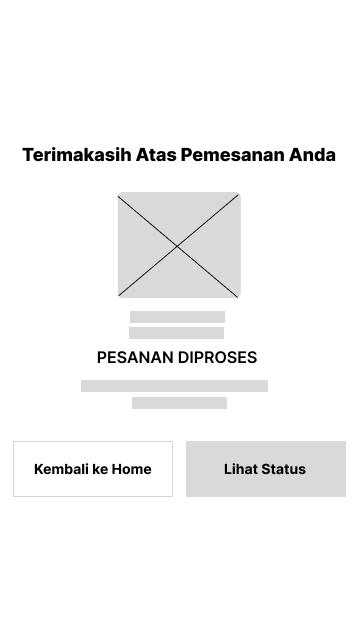 Terimakasih Atas Pemesanan Anda
PESANAN DIPROSES
Kembali ke Home
Lihat Status